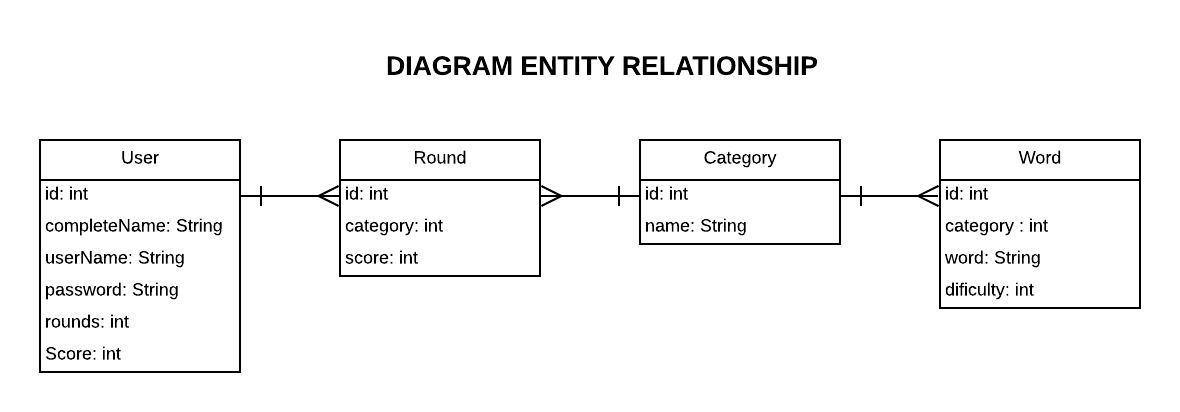 DIAGRAM ENTITY RELATIONSHIP
User
id: int
completeName: String
userName: String
password: String
rounds: int
Score: int
Round
id: int
category: int
score: int
Category
id: int
name: String
Word
id: int
category : int
word: String
dificulty: int